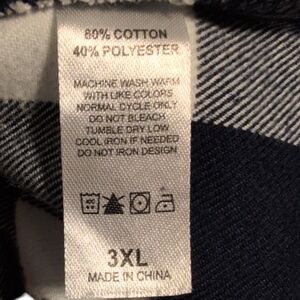 60% COTTON
40% POLYESTER
MACHINE WASH WARM
WITH LIKE COLORS
NORMAL CYCLE ONLY
DO NOT BLEACH
TUMBLE DRY LOW
COOL IRON IF NEEDED
DO NOT IRON DESIGN
3XL
MADE IN CHINA